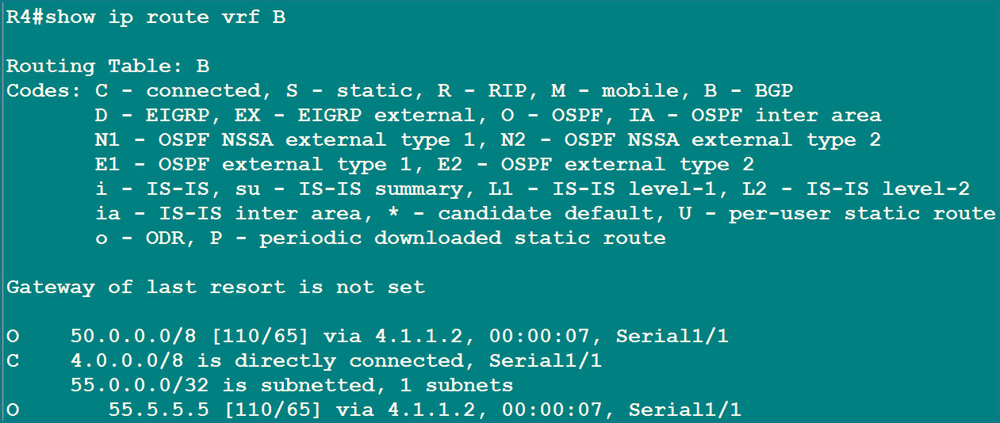 R4#show ip route vrf B
Routing Table: B
Codes: C - connected, S - static, R - RIP, M - mobile, B - BGP
D - EIGRP, EX - EIGRP external, O - OSPF, IA - OSPF inter area
N1 - OSPF NSSA external type 1, N2 - OSPF NSSA external type 2
E1 - OSPF external type 1, E2 - OSPF external type 2
i - IS-IS, su - IS-IS summary, L1 - IS-IS level-1, L2 - IS-IS level-2
ia - IS-IS inter area, * - candidate default, U - per-user static route
o - ODR, P - periodic downloaded static route
Gateway of last resort is not set
O    50.0.0.0/8 [110/65] via 4.1.1.2, 00:00:07, Serial1/1
C    4.0.0.0/8 is directly connected, Serial1/1
55.0.0.0/32 is subnetted, 1 subnets
O       55.5.5.5 [110/65] via 4.1.1.2, 00:00:07, Serial1/1